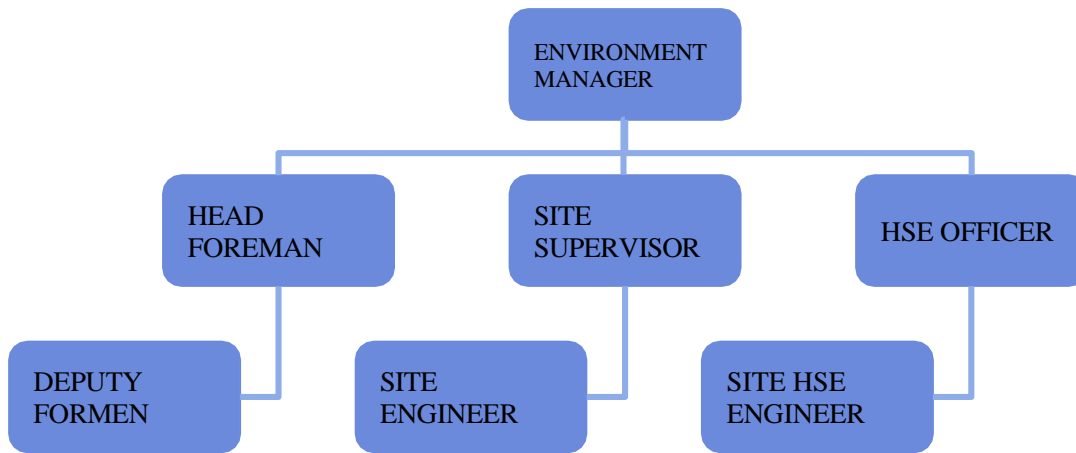 ENVIRONMENT
MANAGER
HEAD
FOREMAN
SITE
SUPERVISOR
HSE OFFICER
DEPUTY
FORMEN
SITE
ENGINEER
SITE HSE
ENGINEER